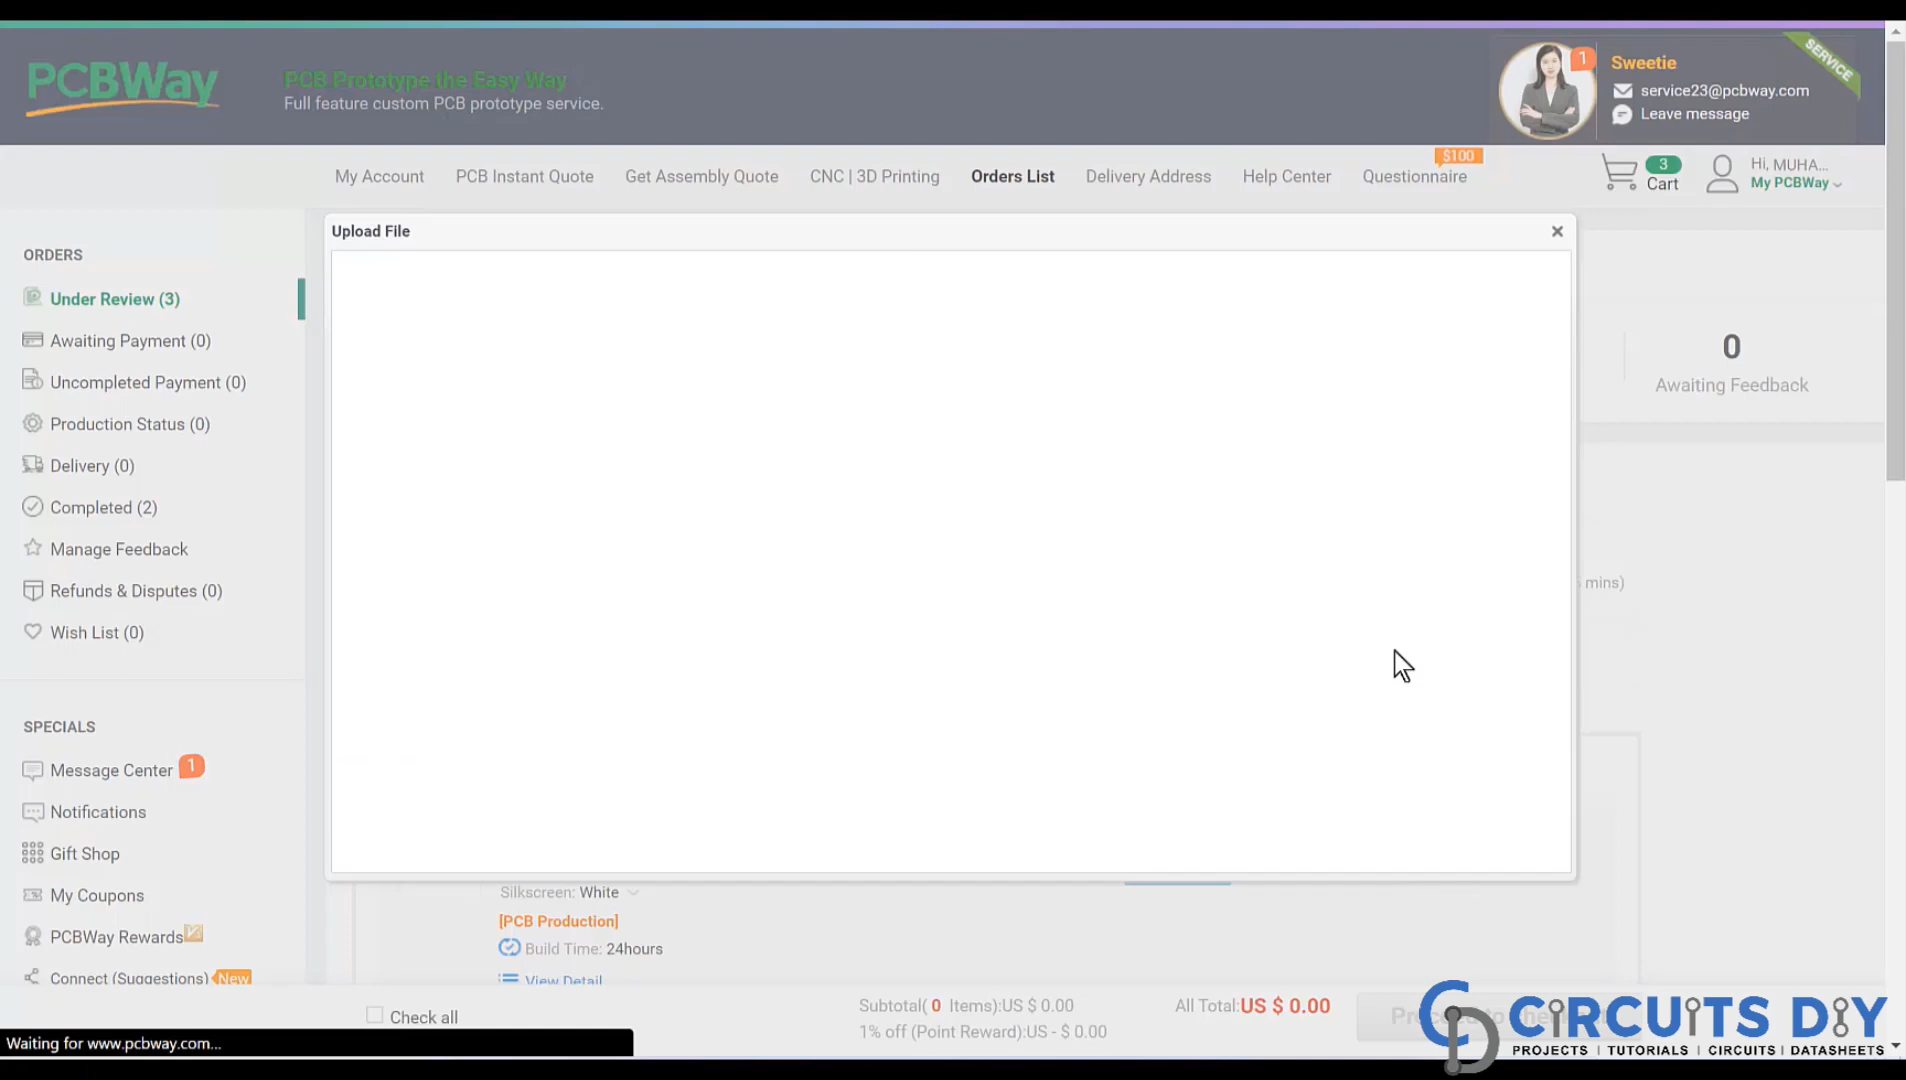 PCBWay
PCB Prototype the Easy Way
Full feature custom PCB prototype service.
1
Sweetie
service23@pcbway.com
Leave message
SERVICE
My Account
PCB Instant Quote
Get Assembly Quote
CNC | 3D Printing
Orders List
Delivery Address
Help Center
$100
Questionnaire
3
Cart
Hi, MUHA...
My PCBWay
Upload File
ORDERS
Under Review (3)
Awaiting Payment (0)
Uncompleted Payment (0)
Production Status (0)
Delivery (0)
Completed (2)
Manage Feedback
Refunds & Disputes (0)
Wish List (0)
0
Awaiting Feedback
mins)
SPECIALS
Message Center 1
Notifications
Gift Shop
My Coupons
PCBWay Rewards
Connect (Suggestions) New
Silkscreen: White
[PCB Production]
Build Time: 24hours
View Detail
Check all
Subtotal( 0 Items):US $ 0.00
1% off (Point Reward):US - $ 0.00
All Total:US $ 0.00
Waiting for www.pcbway.com...
CIRCUITS DIY
PROJECTS | TUTORIALS | CIRCUITS | DATASHEETS